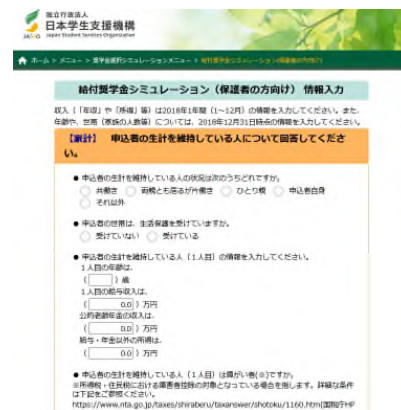 独立行政法人
日本学生支援機構
JASSO Japan Student Services Organization
ホーム > メニュー > 奨学金選択シミュレーションメニュー > 給付奨学金シミュレーション(保護者の方向け)
給付奨学金シミュレーション（保護者の方向け） 情報入力
収入（「年収」や「所得」等）は2018年1年間（1～12月）の情報を入力してください。また、
年齢や、世帯（家族の人数等）については、2018年12月31日時点の情報を入力してください。
【家計】 申込者の生計を維持している人について回答してくださ
い。
● 申込者の生計を維持している人の状況は次のうちどれですか。
共働き 両親とも居るが片働き ひとり親 申込者自身
それ以外
● 申込者の世帯は、生活保護を受けていますか。
受けていない 受けている
● 申込者の生計を維持している人（1人目）の情報を入力してください。
1人目の年齢は、
( ) 歳
1人目の給与収入は、
( 0.0 ) 万円
公的老齢年金の収入は、
( 0.0 ) 万円
給与・年金以外の所得は、
( 0.0 ) 万円
● 申込者の生計を維持している人（1人目）は障がい者(※)ですか。
※所得税・住民税における障害者控除の対象となっている場合を指します。詳細な条件
は下記をご参照ください。
https://www.nta.go.jp/taxes/shiraberu/taxanswer/shotoku/1160.htm(国税庁HP